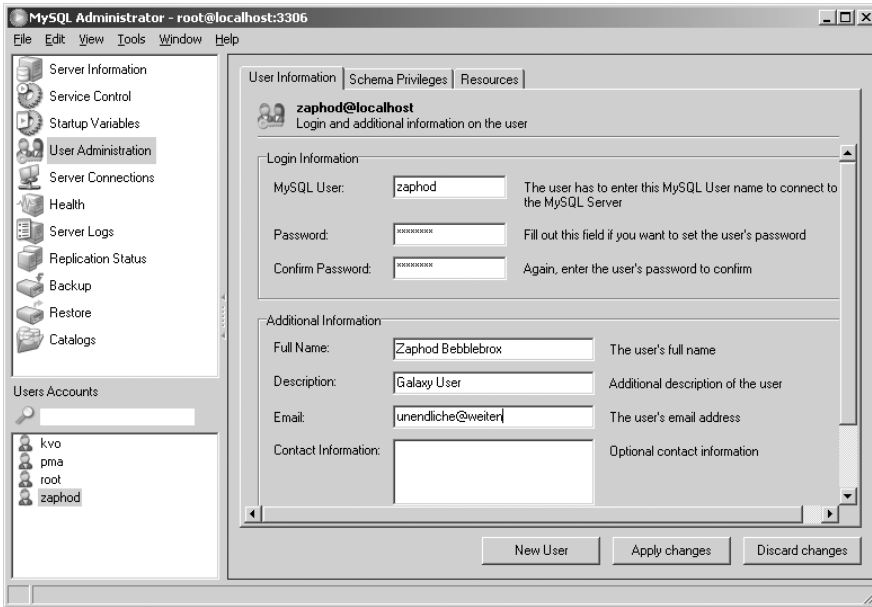 MySQL Administrator - root@localhost:3306
File Edit View Tools Window Help
Server Information
Service Control
Startup Variables
User Administration
Server Connections
Health
Server Logs
Replication Status
Backup
Restore
Catalogs
Users Accounts
kvo
pma
root
zaphod
User Information
Schema Privileges
Resources
zaphod@localhost
Login and additional information on the user
Login Information
MySQL User:
zaphod
The user has to enter this MySQL User name to connect to
the MySQL Server
Password:
********
Fill out this field if you want to set the user's password
Confirm Password:
********
Again, enter the user's password to confirm
Additional Information
Full Name:
Zaphod Bebblebrox
The user's full name
Description:
Galaxy User
Additional description of the user
Email:
unendliche@weiten
The user's email address
Contact Information:
Optional contact information
New User
Apply changes
Discard changes